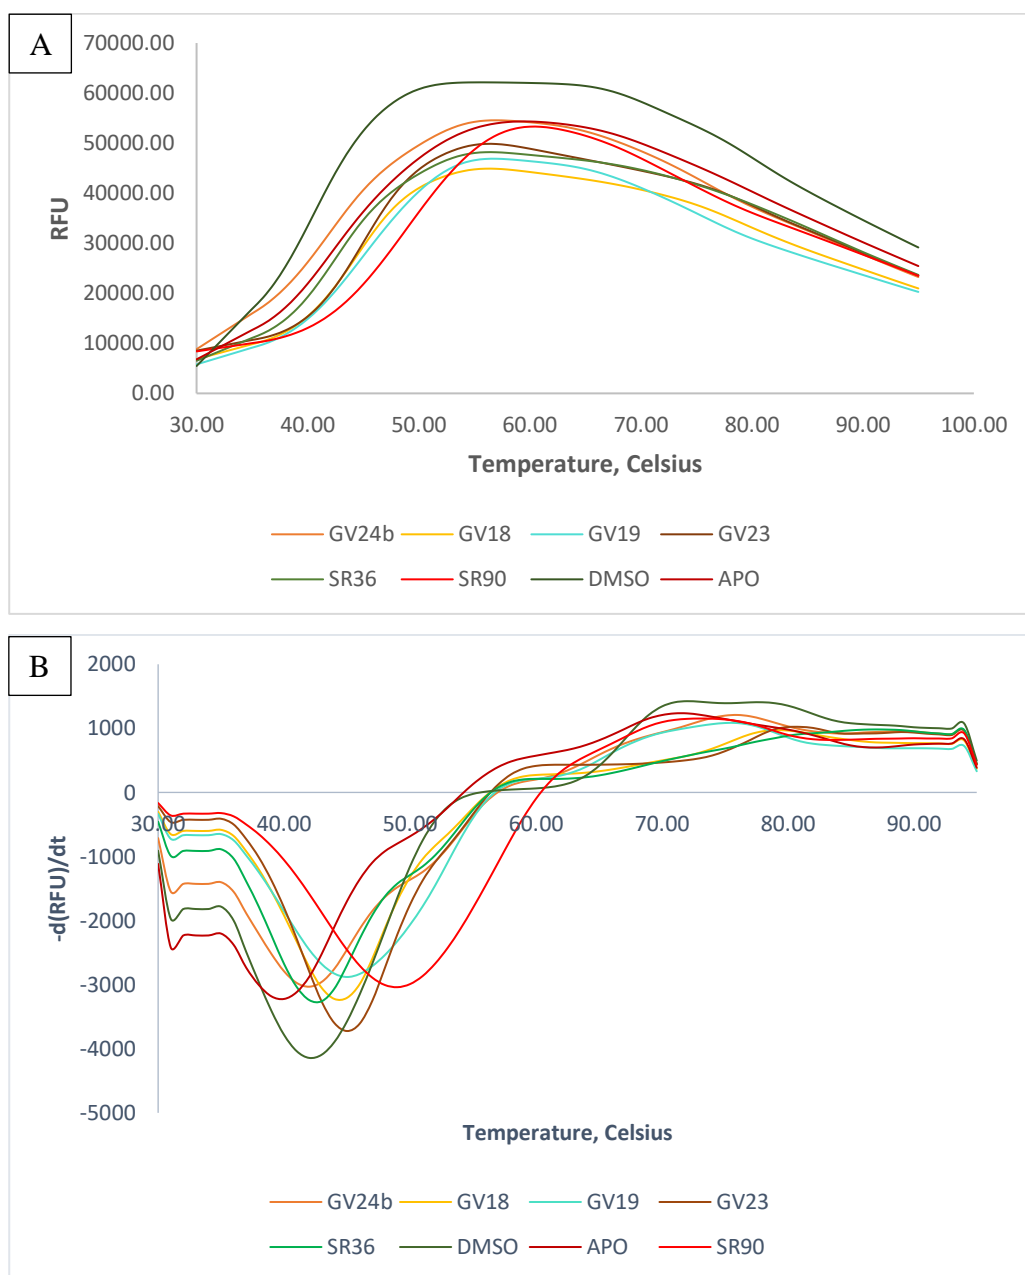 A
70000.00
60000.00
50000.00
40000.00
30000.00
20000.00
10000.00
0.00
RFU
30.00 40.00 50.00 60.00 70.00 80.00 90.00 100.00
Temperature, Celsius
GV24b GV18 GV19 GV23
SR36 SR90 DMSO APO
B
2000
1000
0
-1000
-2000
-3000
-4000
-5000
-d(RFU)/dt
30.00 40.00 50.00 60.00 70.00 80.00 90.00
Temperature, Celsius
GV24b GV18 GV19 GV23
SR36 DMSO APO SR90